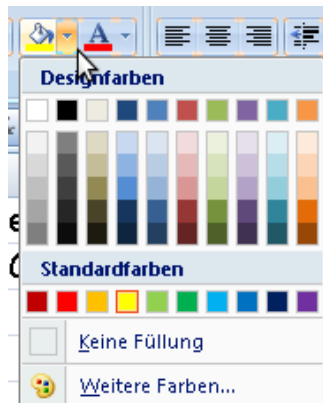 A
Designfarben
Standardfarben
Keine Füllung
Weitere Farben...